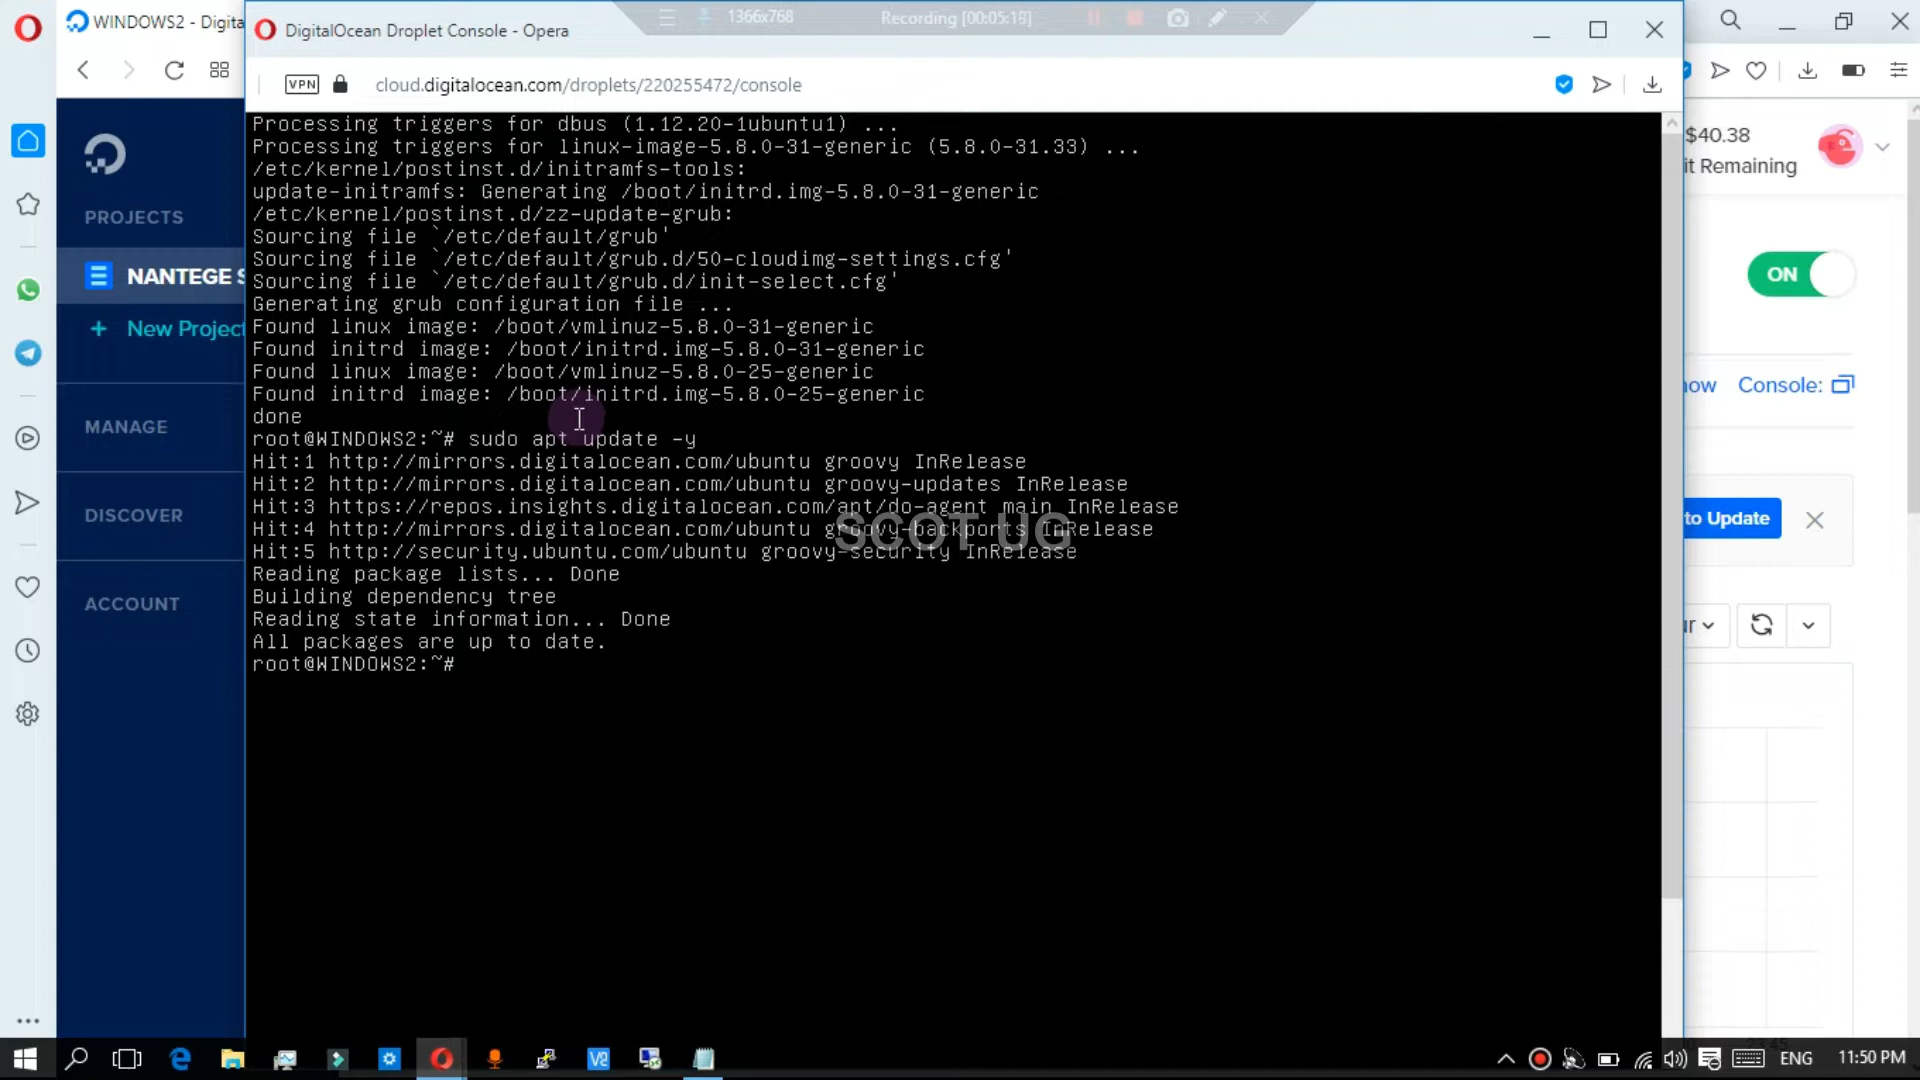 WINDOWS2 - Digita
1366x768
Recording [00:05:18]
DigitalOcean Droplet Console - Opera
VPN
cloud.digitalocean.com/droplets/220255472/console
$40.38
it Remaining
PROJECTS
NANTEGE S
+ New Project
MANAGE
DISCOVER
ACCOUNT
ON
Console:
to Update
Processing triggers for dbus (1.12.20-1ubuntu1) ...
Processing triggers for linux-image-5.8.0-31-generic (5.8.0-31.33) ...
/etc/kernel/postinst.d/initramfs-tools:
update-initramfs: Generating /boot/initrd.img-5.8.0-31-generic
/etc/kernel/postinst.d/zz-update-grub:
Sourcing file `/etc/default/grub'
Sourcing file `/etc/default/grub.d/50-cloudimg-settings.cfg'
Sourcing file `/etc/default/grub.d/init-select.cfg'
Generating grub configuration file ...
Found linux image: /boot/vmlinuz-5.8.0-31-generic
Found initrd image: /boot/initrd.img-5.8.0-31-generic
Found linux image: /boot/vmlinuz-5.8.0-25-generic
Found initrd image: /boot/initrd.img-5.8.0-25-generic
done
root@WINDOWS2:~# sudo apt update -y
Hit:1 http://mirrors.digitalocean.com/ubuntu groovy InRelease
Hit:2 http://mirrors.digitalocean.com/ubuntu groovy-updates InRelease
Hit:3 https://repos.insights.digitalocean.com/apt/do-agent main InRelease
Hit:4 http://mirrors.digitalocean.com/ubuntu groovy-backports InRelease
Hit:5 http://security.ubuntu.com/ubuntu groovy-security InRelease
Reading package lists... Done
Building dependency tree
Reading state information... Done
All packages are up to date.
root@WINDOWS2:~#
SCOT UG
ENG
11:50 PM